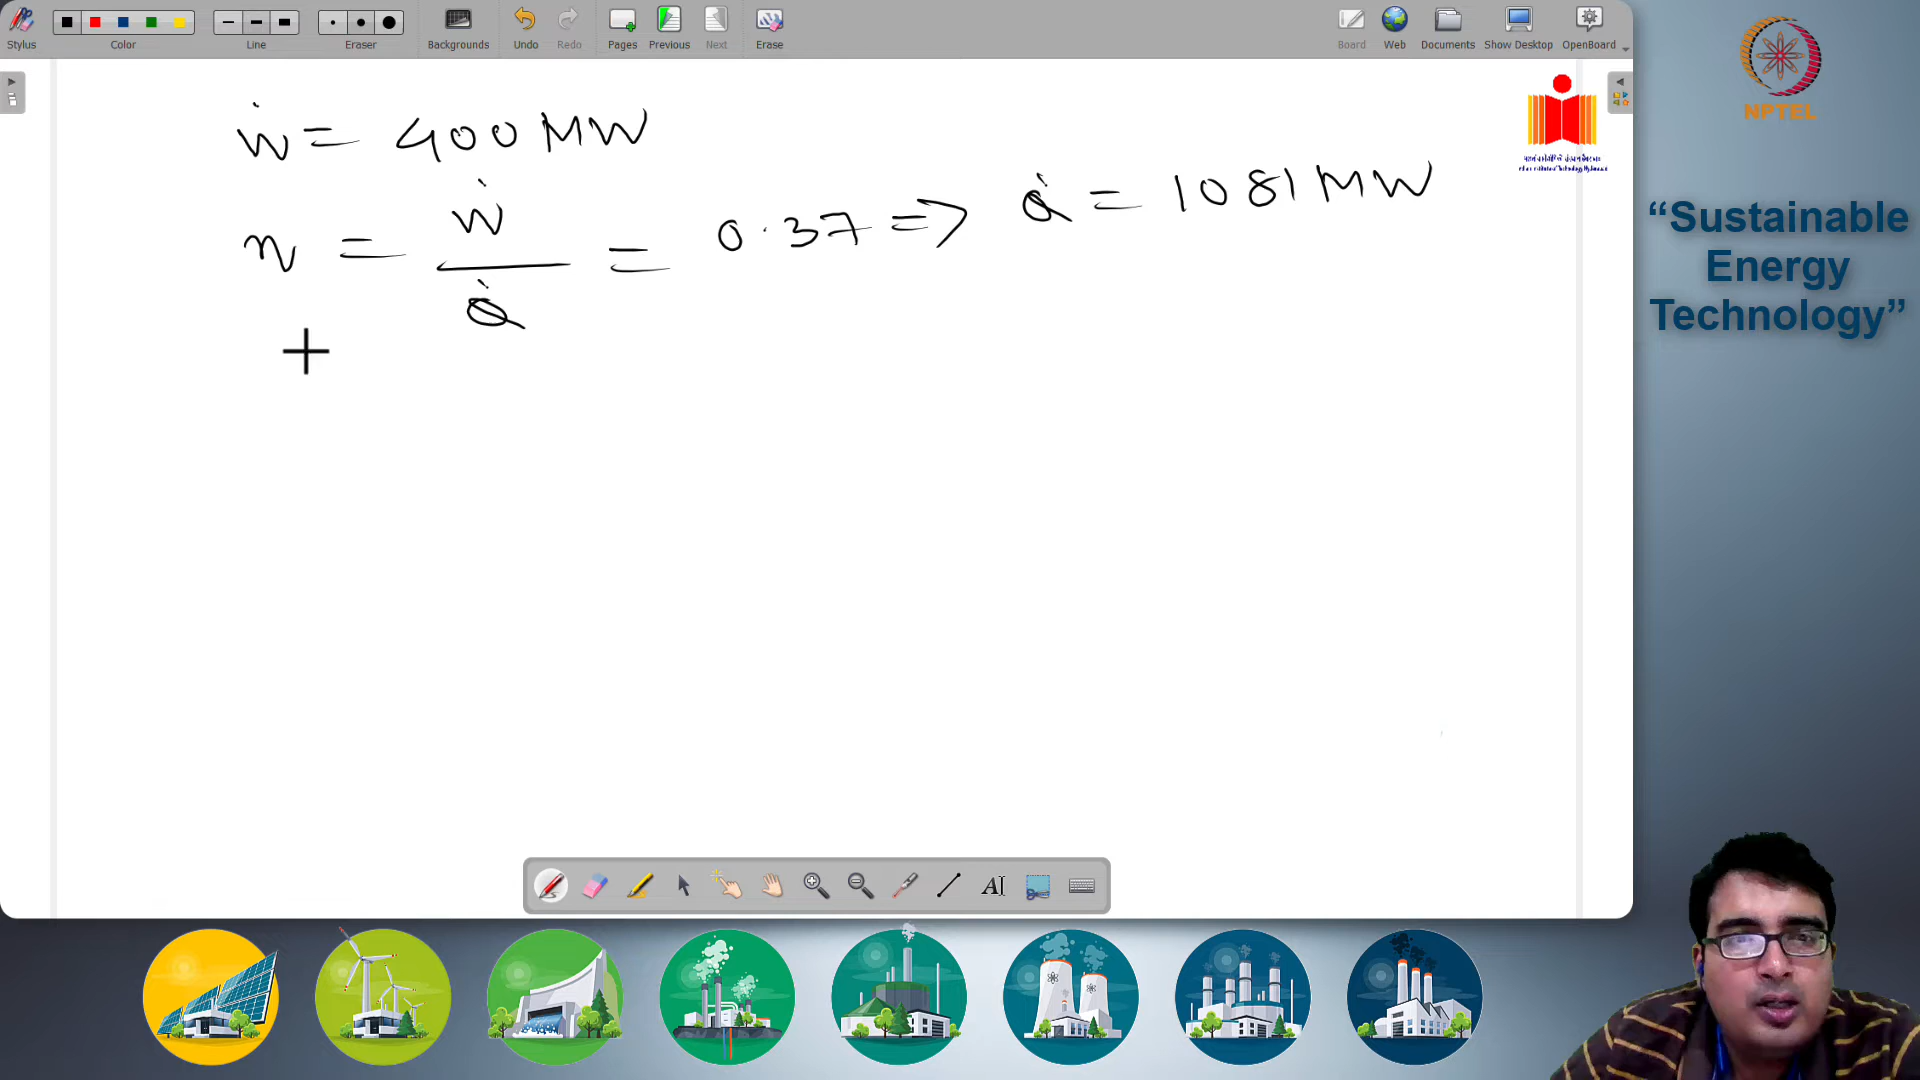 Stylus Color Line Eraser Backgrounds Undo Redo Pages Previous Next Erase Board Web Documents Show Desktop OpenBoard
NPTEL
Ẇ = 400 MW
η = Ẇ / Q̇ = 0.37 => Q̇ = 1081 MW
“Sustainable
Energy
Technology”